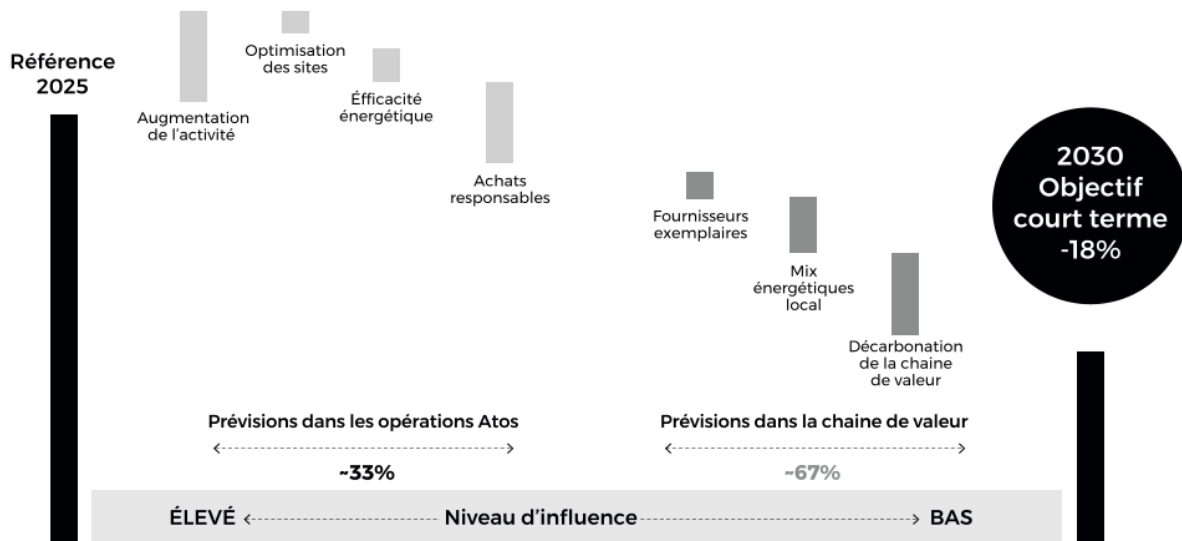 Référence
2025
Augmentation
de l'activité
Optimisation
des sites
Éfficacité
énergétique
Achats
responsables
Fournisseurs
exemplaires
Mix
énergétiques
local
Décarbonation
de la chaine
de valeur
2030
Objectif
court terme
-18%
Prévisions dans les opérations Atos
~33%
Prévisions dans la chaine de valeur
~67%
ÉLEVÉ Niveau d'influence BAS